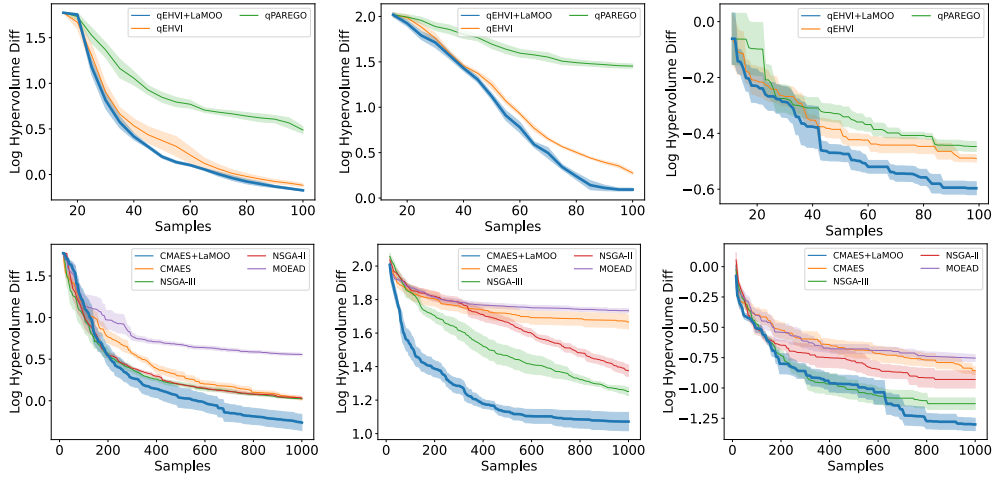 qEHVI+LaMOO qPAREGO
qEHVI
Log Hypervolume Diff
1.5
1.0
0.5
0.0
20 40 60 80 100
Samples
qEHVI+LaMOO qPAREGO
qEHVI
Log Hypervolume Diff
2.0
1.5
1.0
0.5
0.0
20 40 60 80 100
Samples
qEHVI+LaMOO qPAREGO
qEHVI
Log Hypervolume Diff
0.0
−0.2
−0.4
−0.6
20 40 60 80 100
Samples
CMAES+LaMOO NSGA-II
CMAES MOEAD
NSGA-III
Log Hypervolume Diff
1.5
1.0
0.5
0.0
0 200 400 600 800 1000
Samples
CMAES+LaMOO NSGA-II
CMAES MOEAD
NSGA-III
Log Hypervolume Diff
2.0
1.8
1.6
1.4
1.2
1.0
0 200 400 600 800 1000
Samples
CMAES+LaMOO NSGA-II
CMAES MOEAD
NSGA-III
Log Hypervolume Diff
0.00
−0.25
−0.50
−0.75
−1.00
−1.25
0 200 400 600 800 1000
Samples